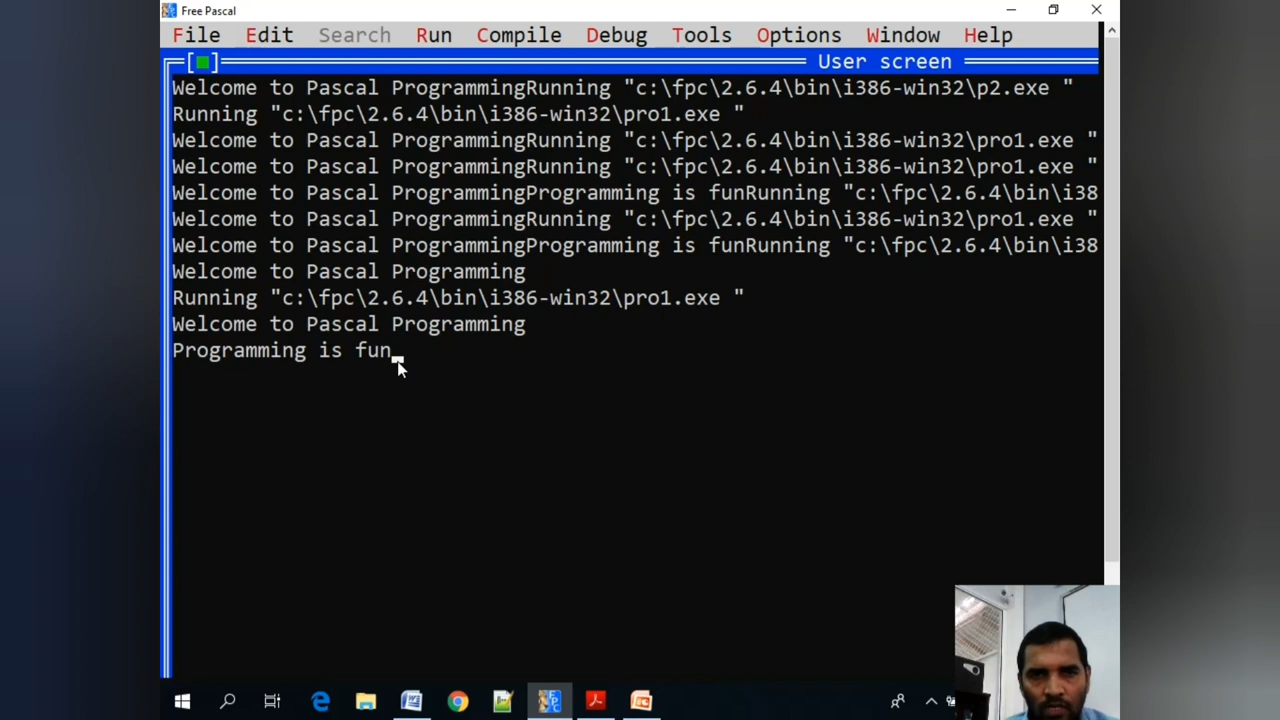 Free Pascal
File Edit Search Run Compile Debug Tools Options Window Help
User screen
Welcome to Pascal ProgrammingRunning "c:\fpc\2.6.4\bin\i386-win32\p2.exe "
Running "c:\fpc\2.6.4\bin\i386-win32\pro1.exe "
Welcome to Pascal ProgrammingRunning "c:\fpc\2.6.4\bin\i386-win32\pro1.exe "
Welcome to Pascal ProgrammingRunning "c:\fpc\2.6.4\bin\i386-win32\pro1.exe "
Welcome to Pascal ProgrammingProgramming is funRunning "c:\fpc\2.6.4\bin\i38
Welcome to Pascal ProgrammingRunning "c:\fpc\2.6.4\bin\i386-win32\pro1.exe "
Welcome to Pascal ProgrammingProgramming is funRunning "c:\fpc\2.6.4\bin\i38
Welcome to Pascal Programming
Running "c:\fpc\2.6.4\bin\i386-win32\pro1.exe "
Welcome to Pascal Programming
Programming is fun